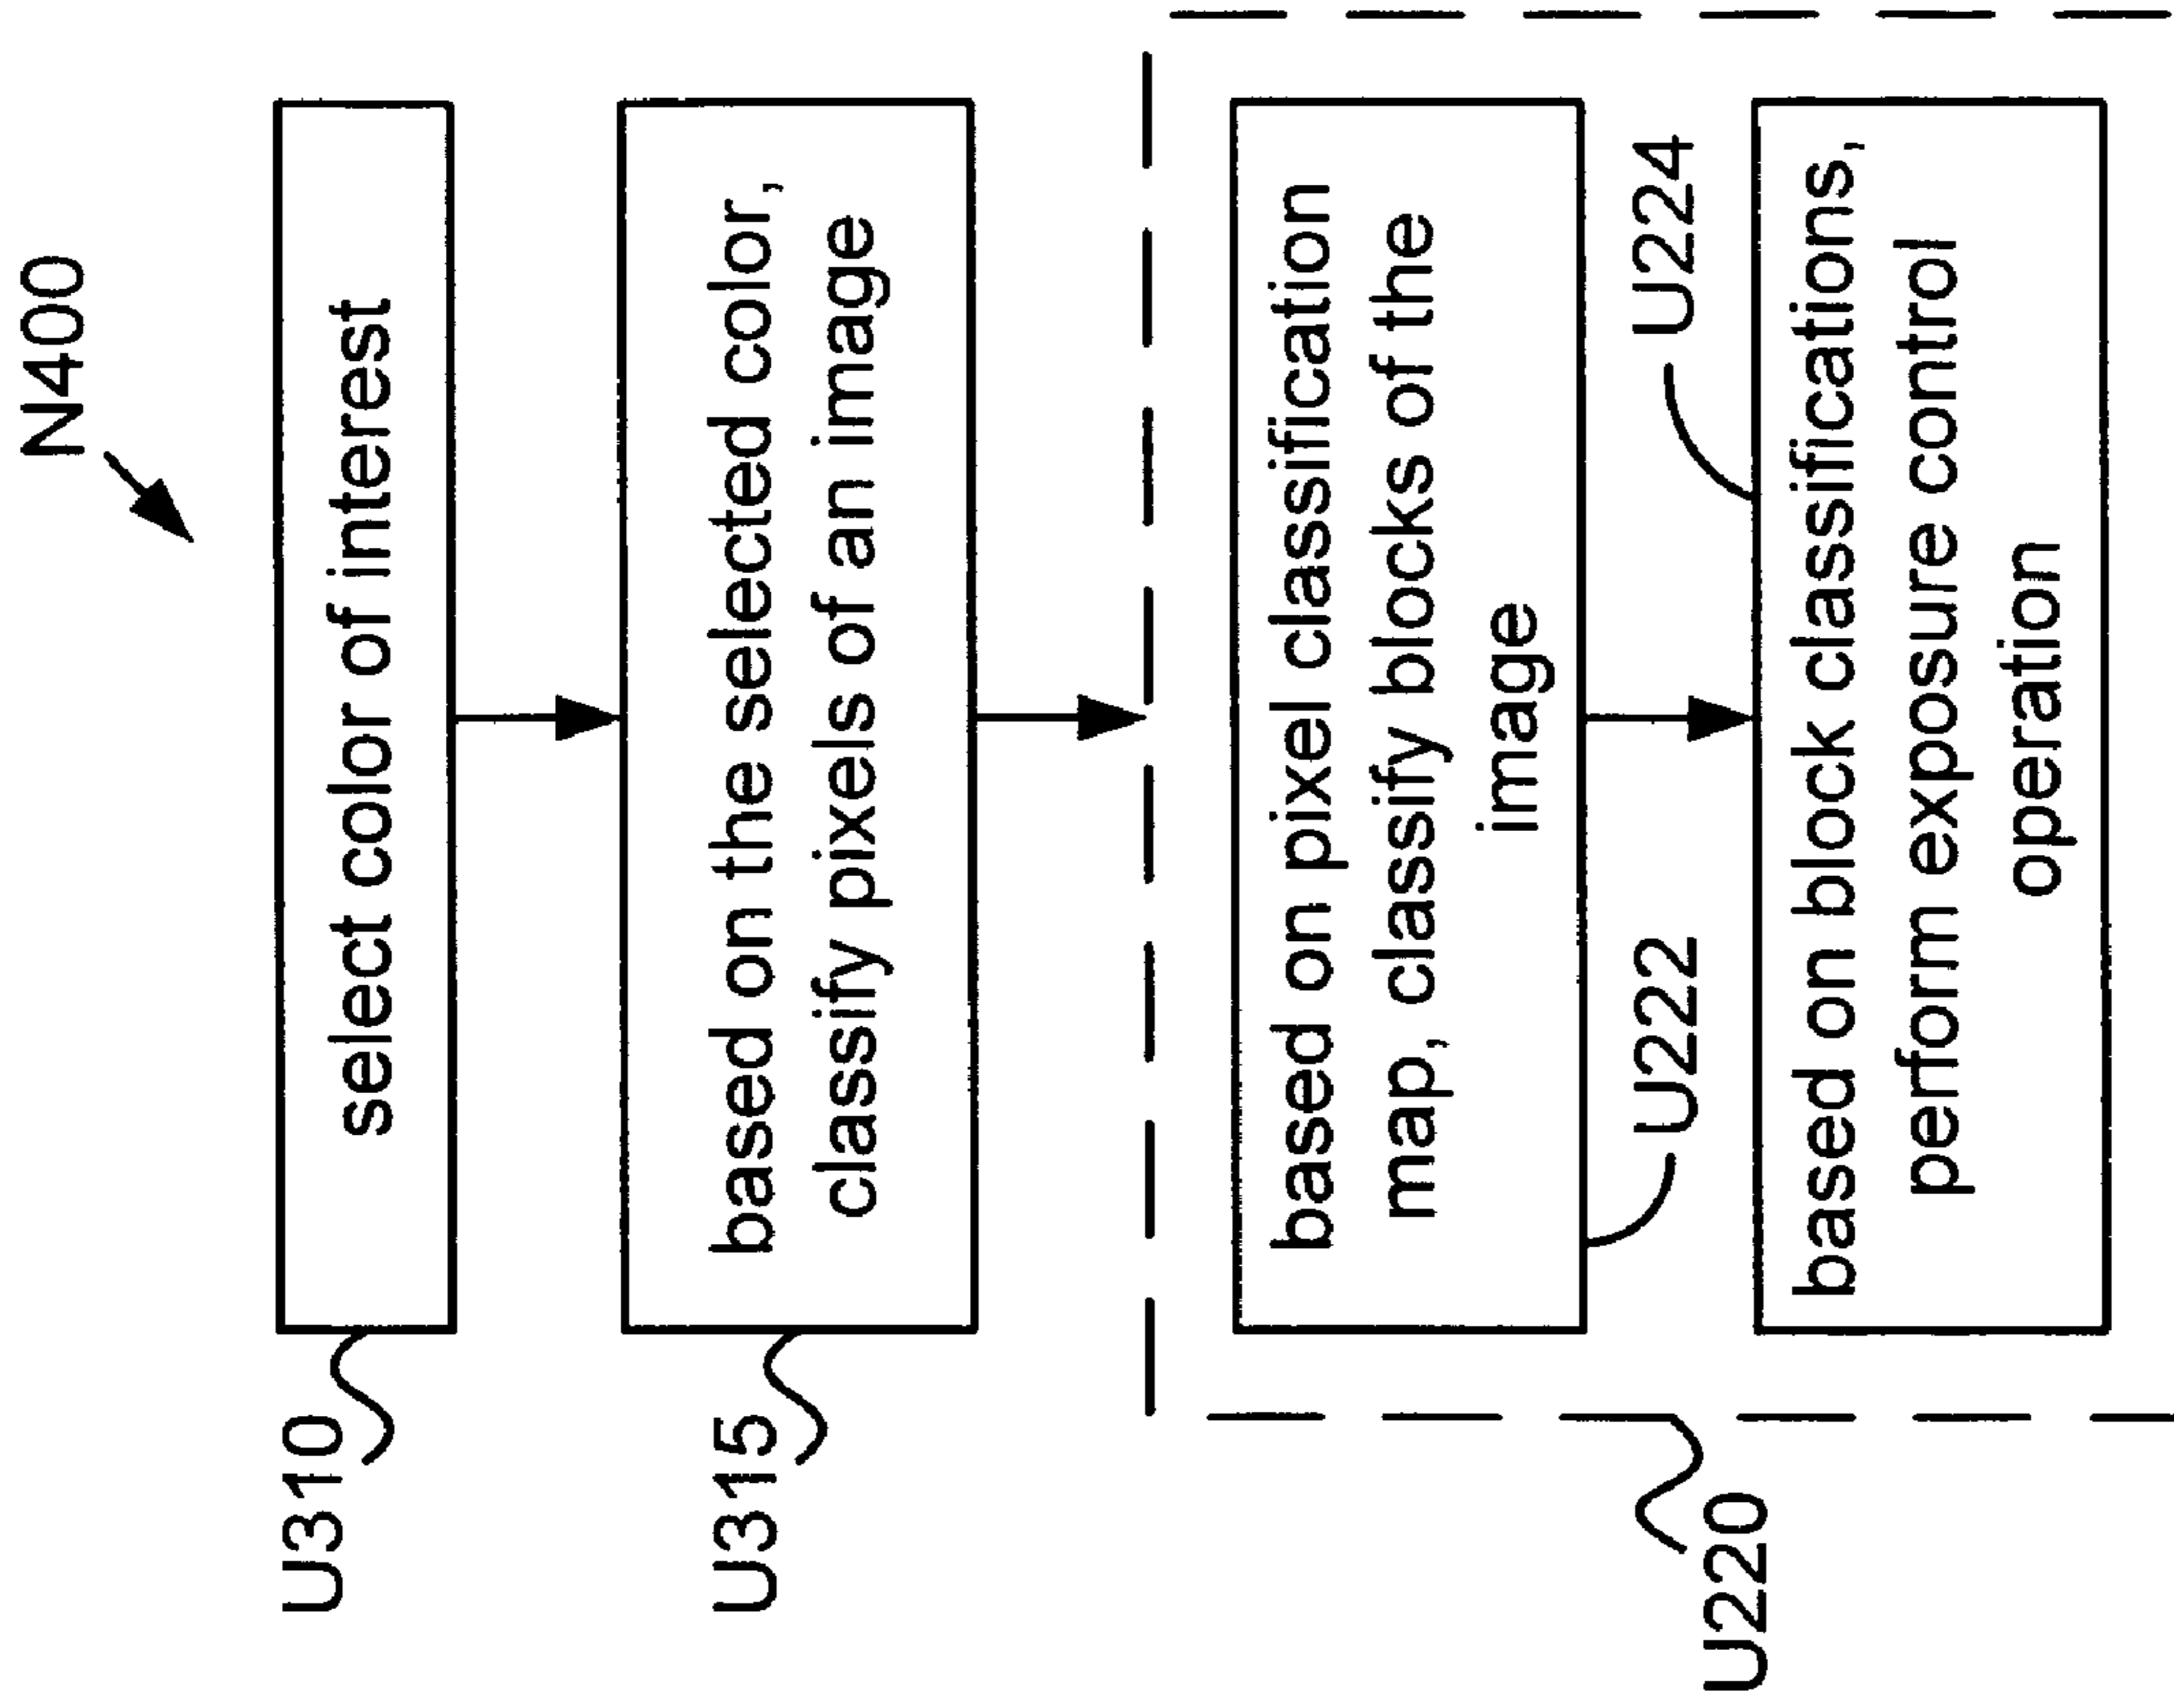 N400
U310
select color of interest
U315
based on the selected color,
classify pixels of an image
U220
based on pixel classification
map, classify blocks of the
image
U222
U224
based on block classifications,
perform exposure control
operation